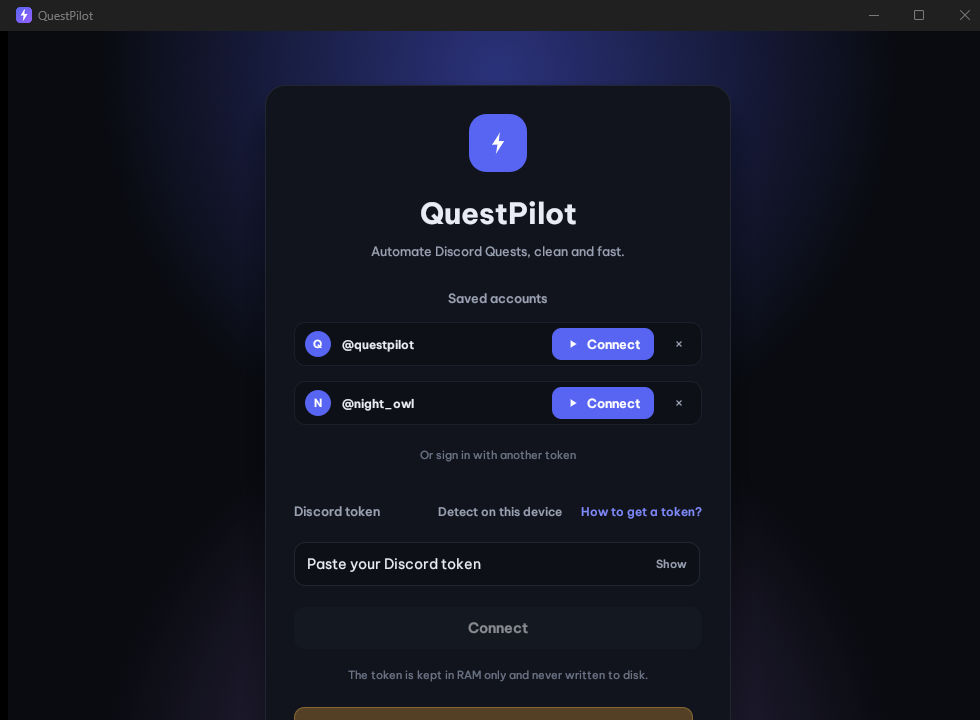 QuestPilot
QuestPilot
Automate Discord Quests, clean and fast.
Saved accounts
Q @questpilot Connect ×
N @night_owl Connect ×
Or sign in with another token
Discord token Detect on this device How to get a token?
Paste your Discord token Show
Connect
The token is kept in RAM only and never written to disk.